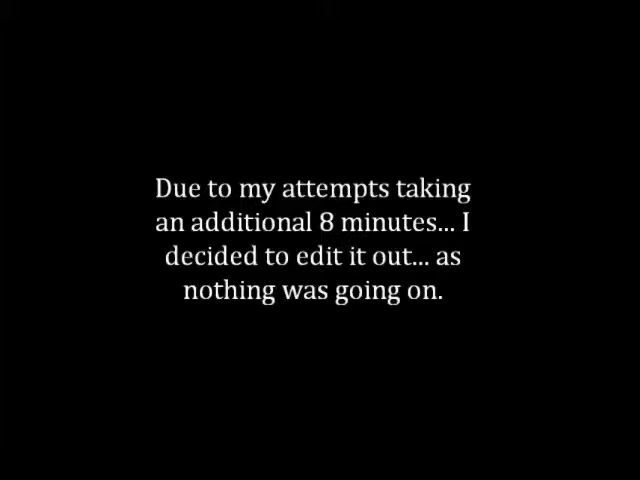 Due to my attempts taking
an additional 8 minutes... I
decided to edit it out... as
nothing was going on.